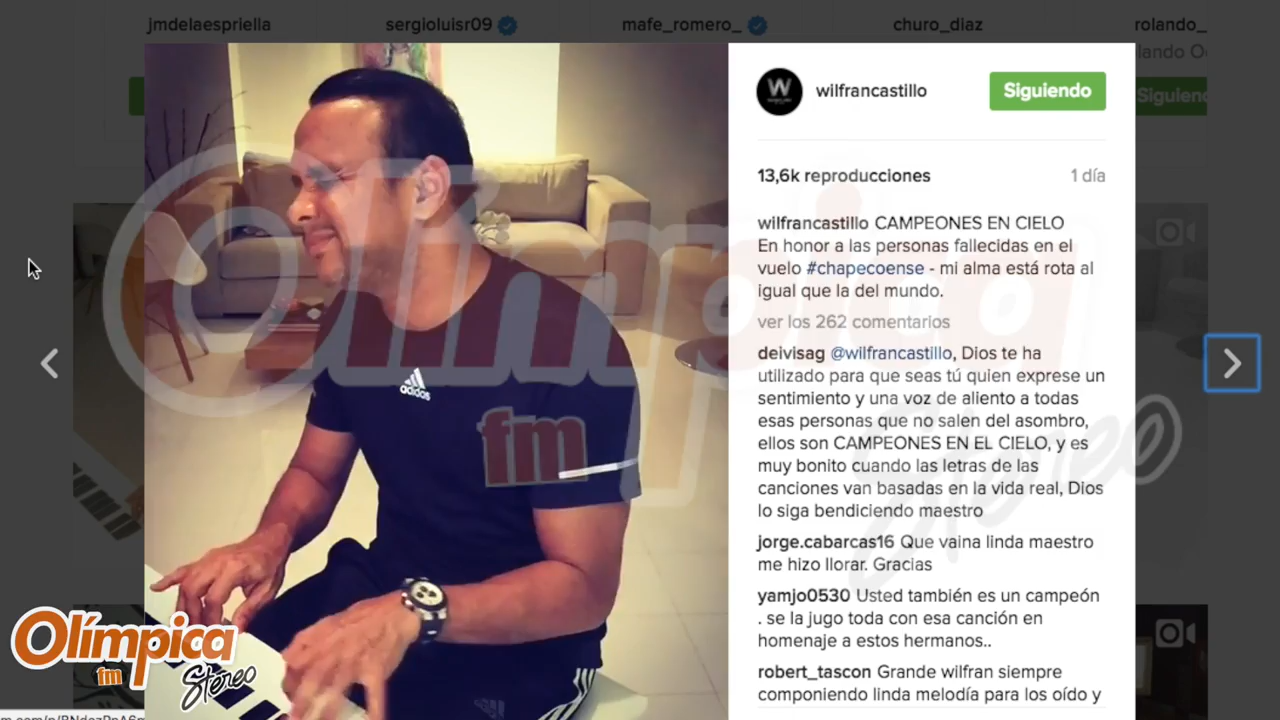 jmdelaespriella
sergioluisr09
mafe_romero_
churo_diaz
rolando_
lando O
wilfrancastillo
Siguiendo
Siguien
13,6k reproducciones
1 día
wilfrancastillo CAMPEONES EN CIELO
En honor a las personas fallecidas en el
vuelo #chapecoense - mi alma está rota al
igual que la del mundo.
ver los 262 comentarios
deivisag @wilfrancastillo, Dios te ha
utilizado para que seas tú quien exprese un
sentimiento y una voz de aliento a todas
esas personas que no salen del asombro,
ellos son CAMPEONES EN EL CIELO, y es
muy bonito cuando las letras de las
canciones van basadas en la vida real, Dios
lo siga bendiciendo maestro
jorge.cabarcas16 Que vaina linda maestro
me hizo llorar. Gracias
yamjo0530 Usted también es un campeón
. se la jugo toda con esa canción en
homenaje a estos hermanos..
robert_tascon Grande wilfran siempre
componiendo linda melodía para los oído y
adidas
Olímpica
fm
Stereo
Olímpica
fm
Stereo
W